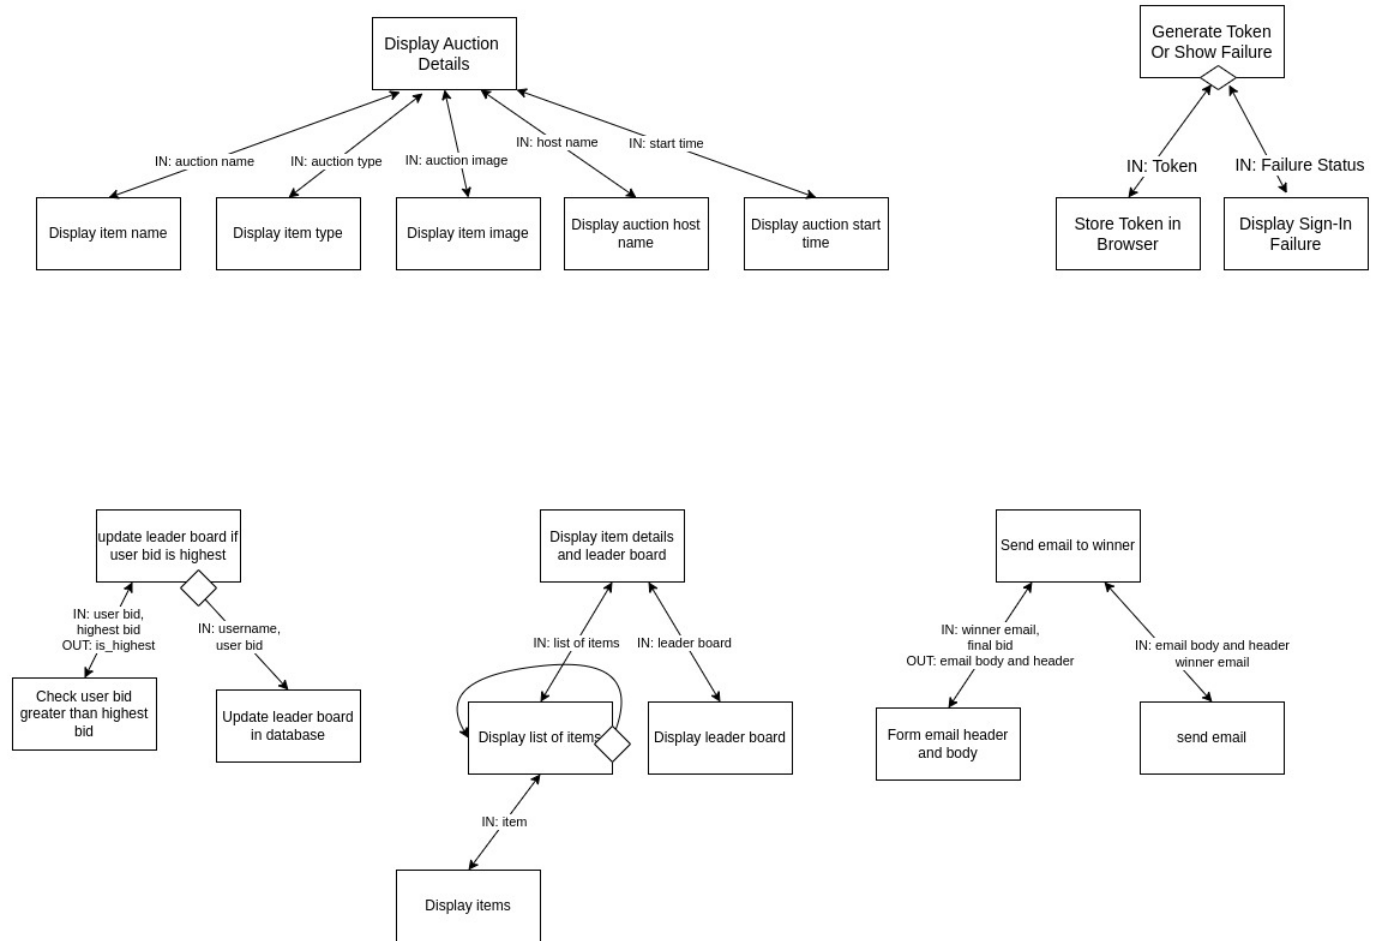 Display Auction
Details
Generate Token
Or Show Failure
IN: auction name
IN: auction type
IN: auction image
IN: host name
IN: start time
IN: Token
IN: Failure Status
Display item name
Display item type
Display item image
Display auction host
name
Display auction start
time
Store Token in
Browser
Display Sign-In
Failure
update leader board if
user bid is highest
Display item details
and leader board
Send email to winner
IN: user bid,
highest bid
OUT: is_highest
IN: username,
user bid
IN: list of items
IN: leader board
IN: winner email,
final bid
OUT: email body and header
IN: email body and header
winner email
Check user bid
greater than highest
bid
Update leader board
in database
Display list of items
Display leader board
Form email header
and body
send email
IN: item
Display items